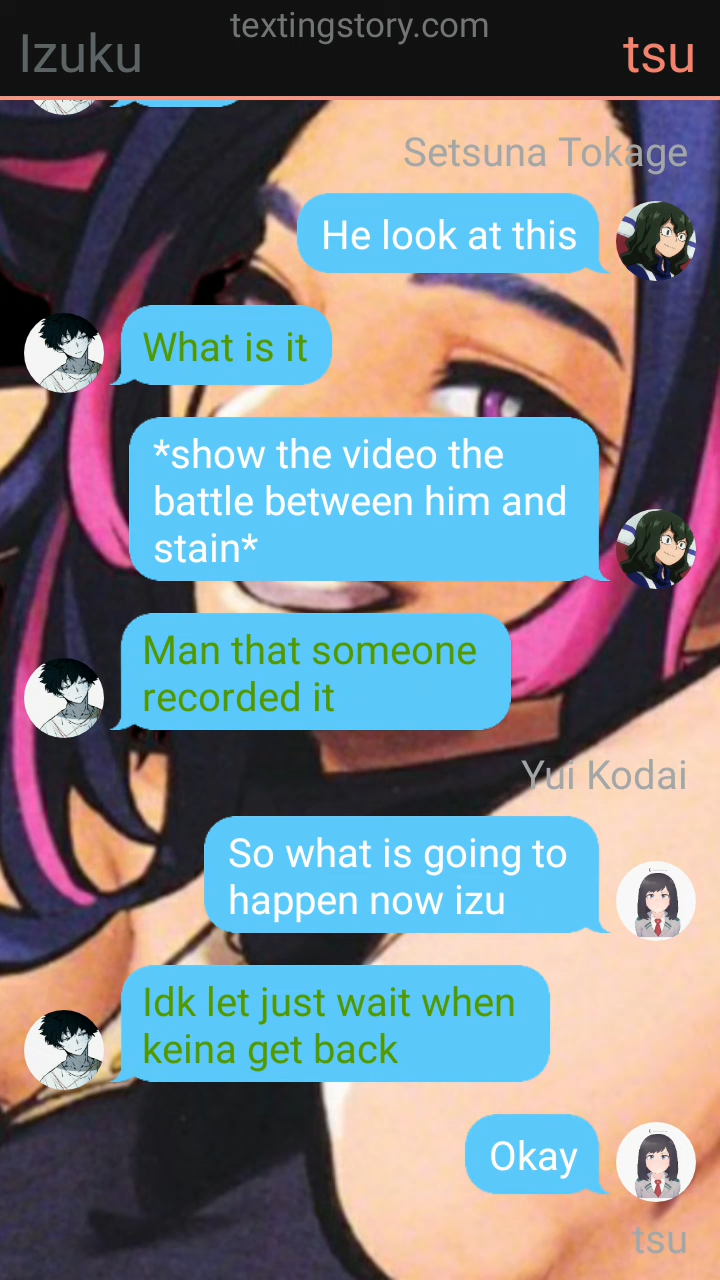 textingstory.com
Izuku
tsu
Setsuna Tokage
He look at this
What is it
*show the video the
battle between him and
stain*
Man that someone
recorded it
Yui Kodai
So what is going to
happen now izu
Idk let just wait when
keina get back
Okay
tsu